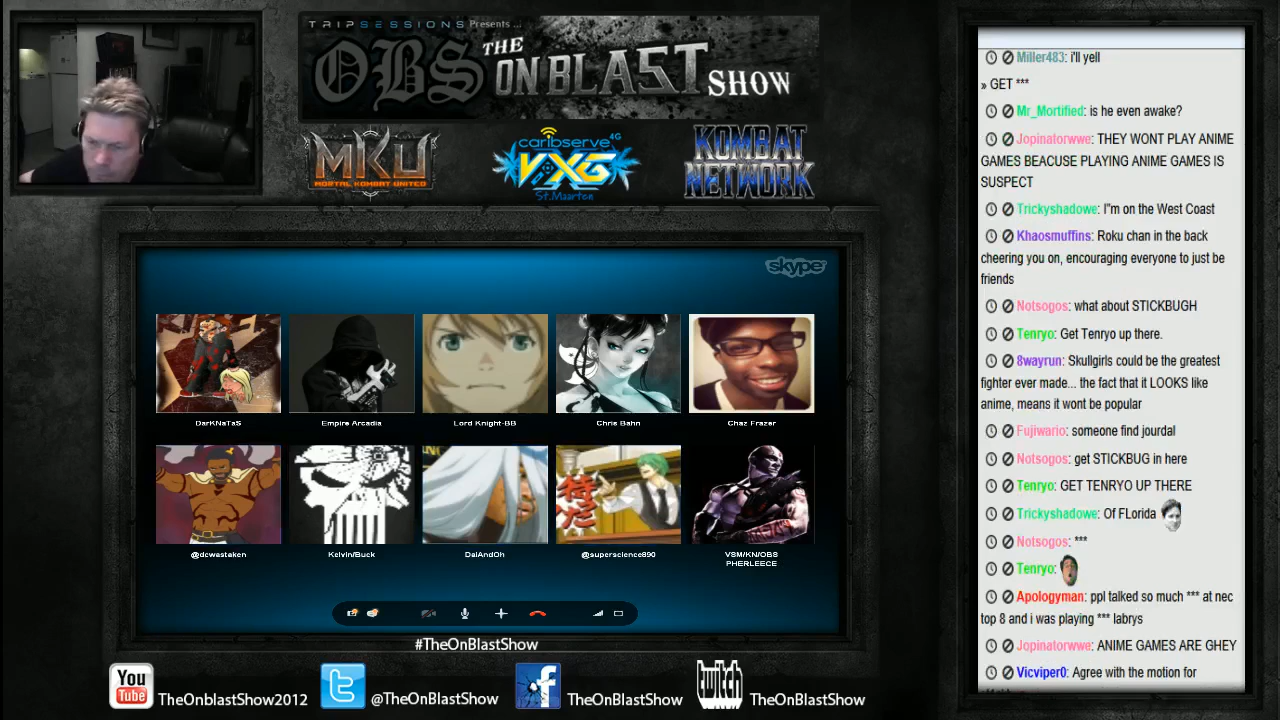 TRIPSESSIONS Presents ...
OBS THE ON BLAST SHOW
MKU
MORTAL KOMBAT UNITED
caribserve 4G
VXG
St.Maarten
KOMBAT
NETWORK
skype
DarKNaTaS
Empire Arcadia
Lord Knight-BB
Chris Bahn
Chaz Frazer
@dcwastaken
Kelvin/Buck
DaiAndOh
@superscience890
VSM/KN/OBS
PHERLEECE
#TheOnBlastShow
You
Tube
TheOnblastShow2012
@TheOnBlastShow
TheOnBlastShow
twitch
TheOnBlastShow
Miller483: i'll yell
» GET ***
Mr_Mortified: is he even awake?
Jopinatorwwe: THEY WONT PLAY ANIME
GAMES BEACUSE PLAYING ANIME GAMES IS
SUSPECT
Trickyshadowe: I"m on the West Coast
Khaosmuffins: Roku chan in the back
cheering you on, encouraging everyone to just be
friends
Notsogos: what about STICKBUGH
Tenryo: Get Tenryo up there.
8wayrun: Skullgirls could be the greatest
fighter ever made... the fact that it LOOKS like
anime, means it wont be popular
Fujiwario: someone find jourdal
Notsogos: get STICKBUG in here
Tenryo: GET TENRYO UP THERE
Trickyshadowe: Of FLorida
Notsogos: ***
Tenryo:
Apologyman: ppl talked so much *** at nec
top 8 and i was playing *** labrys
Jopinatorwwe: ANIME GAMES ARE GHEY
Vicviper0: Agree with the motion for